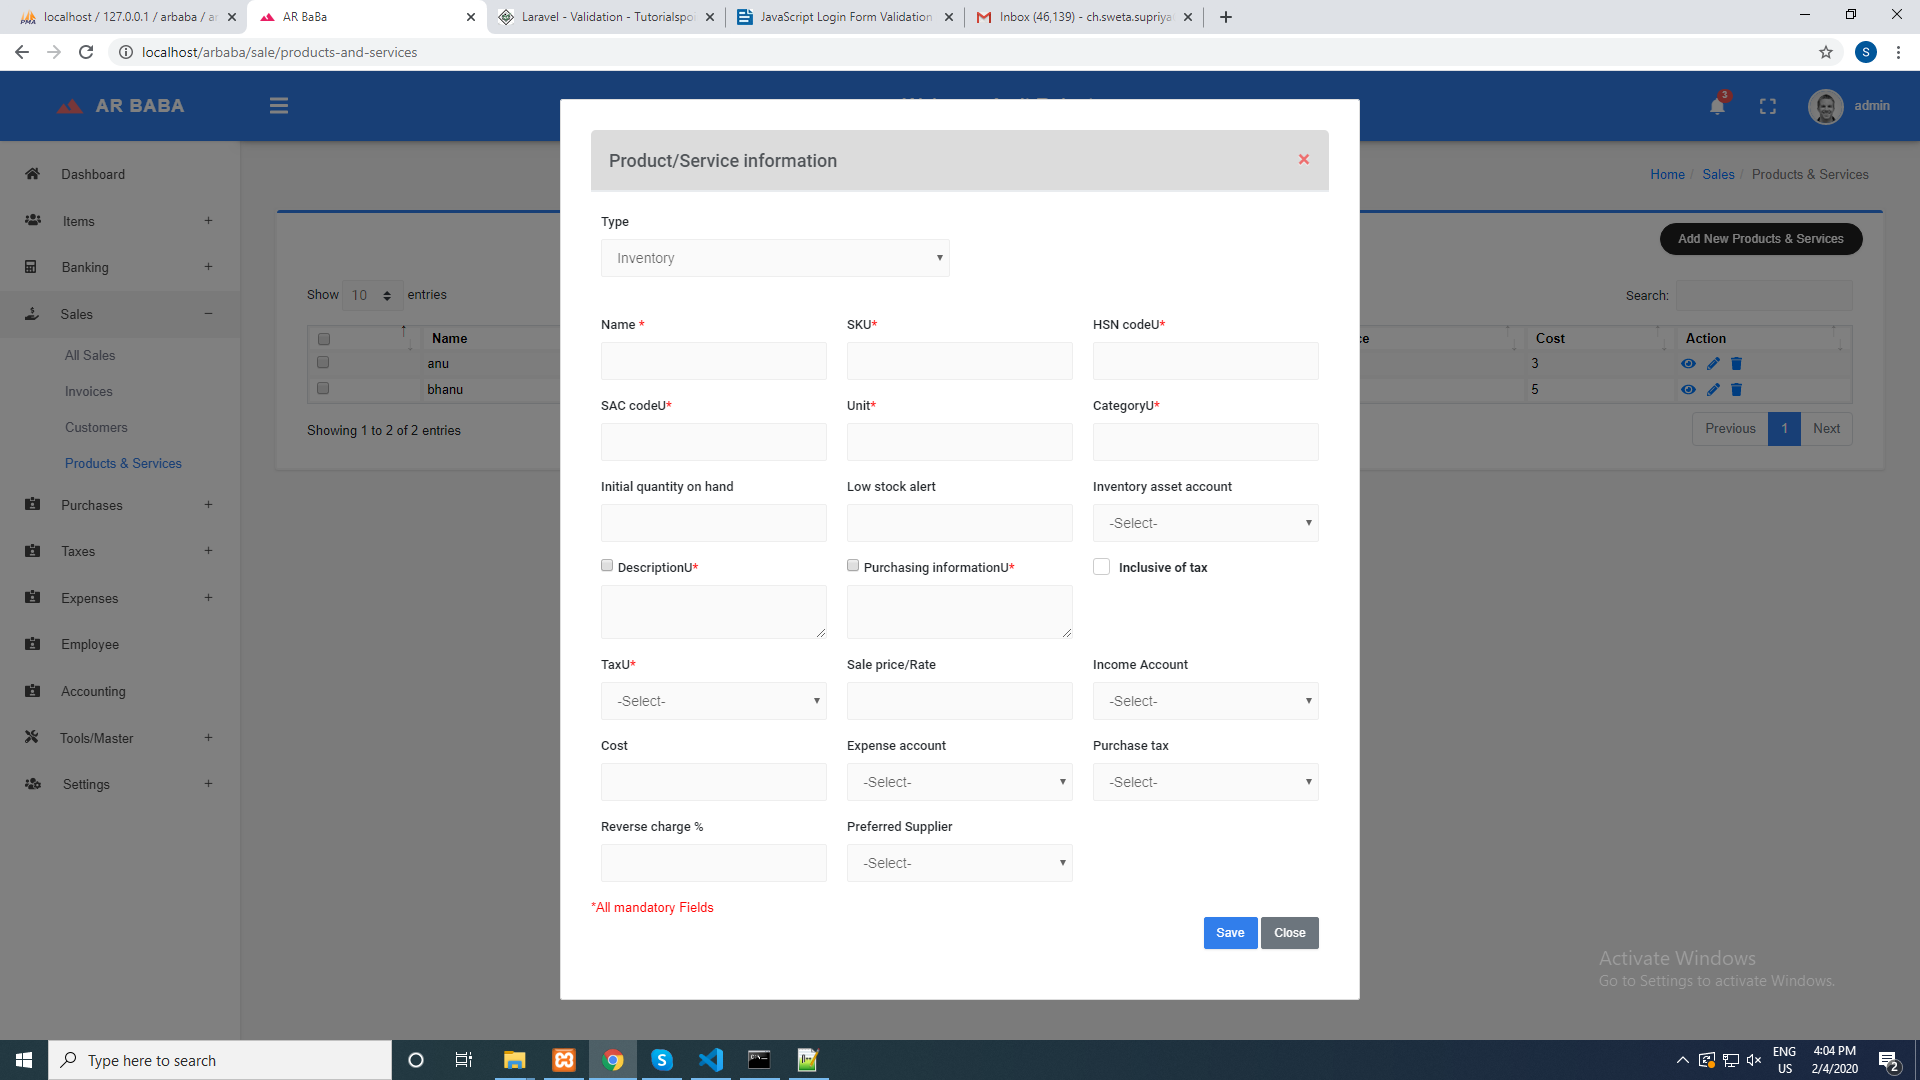 localhost / 127.0.0.1 / arbaba / ar
AR BaBa
Laravel - Validation - Tutorialspoi
JavaScript Login Form Validation
Inbox (46,139) - ch.sweta.supriya
localhost/arbaba/sale/products-and-services
S
AR BABA
3
admin
Dashboard
Items
Banking
Sales
All Sales
Invoices
Customers
Products & Services
Purchases
Taxes
Expenses
Employee
Accounting
Tools/Master
Settings
Home / Sales / Products & Services
Add New Products & Services
Show 10 entries
Search:
Name
Cost
Action
anu
3
bhanu
5
Showing 1 to 2 of 2 entries
Previous 1 Next
Product/Service information
Type
Inventory
Name * SKU* HSN codeU*
SAC codeU* Unit* CategoryU*
Initial quantity on hand Low stock alert Inventory asset account
-Select-
DescriptionU* Purchasing informationU* Inclusive of tax
TaxU* Sale price/Rate Income Account
-Select- -Select-
Cost Expense account Purchase tax
-Select- -Select-
Reverse charge % Preferred Supplier
-Select-
*All mandatory Fields
Save Close
Activate Windows
Go to Settings to activate Windows.
Type here to search
ENG
US
4:04 PM
2/4/2020
2